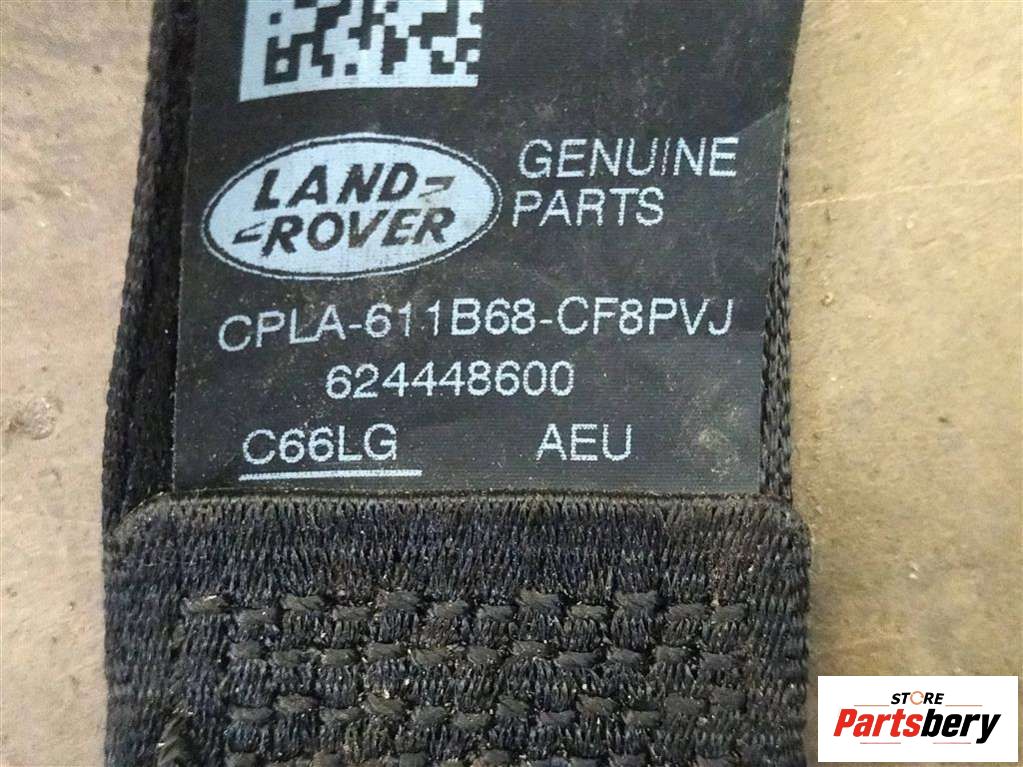 LAND-
-ROVER
GENUINE
PARTS
CPLA-611B68-CF8PVJ
624448600
C66LG AEU
STORE
Partsbery